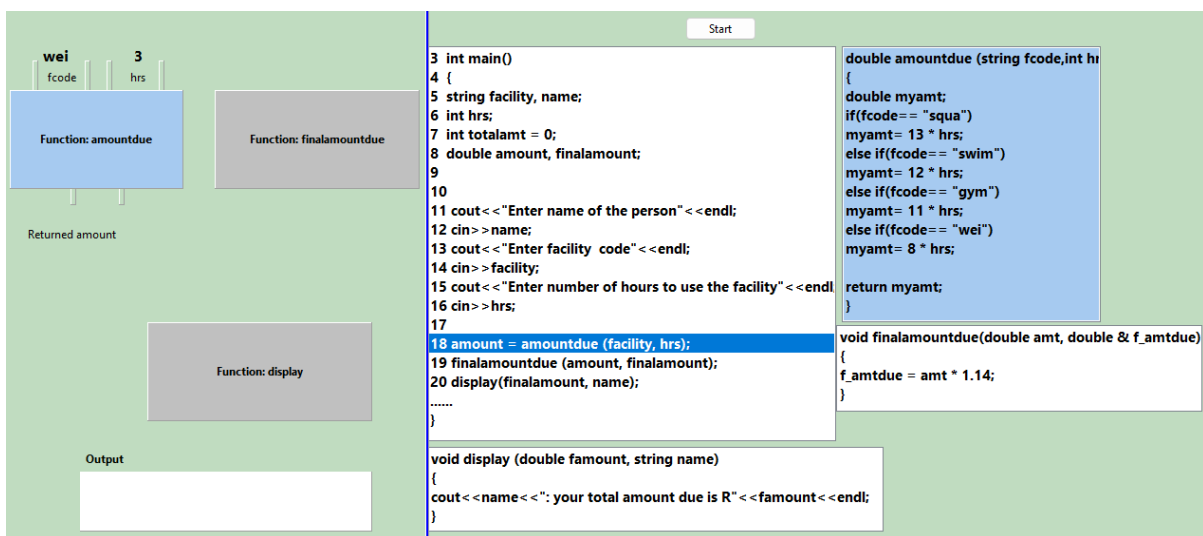 Start
wei 3
fcode hrs
Function: amountdue
Function: finalamountdue
Returned amount
Function: display
Output
3 int main()
4 {
5 string facility, name;
6 int hrs;
7 int totalamt = 0;
8 double amount, finalamount;
9
10
11 cout<<"Enter name of the person"<<endl;
12 cin>>name;
13 cout<<"Enter facility  code"<<endl;
14 cin>>facility;
15 cout<<"Enter number of hours to use the facility"<<endl
16 cin>>hrs;
17
18 amount = amountdue (facility, hrs);
19 finalamountdue (amount, finalamount);
20 display(finalamount, name);
......
}
double amountdue (string fcode,int hr
{
double myamt;
if(fcode== "squa")
myamt= 13 * hrs;
else if(fcode== "swim")
myamt= 12 * hrs;
else if(fcode== "gym")
myamt= 11 * hrs;
else if(fcode== "wei")
myamt= 8 * hrs;
return myamt;
}
void finalamountdue(double amt, double & f_amtdue)
{
f_amtdue = amt * 1.14;
}
void display (double famount, string name)
{
cout<<name<<": your total amount due is R"<<famount<<endl;
}